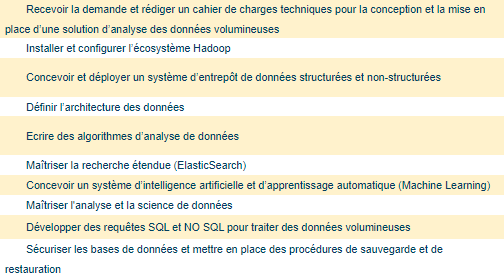 Recevoir la demande et rédiger un cahier de charges techniques pour la conception et la mise en
place d'une solution d'analyse des données volumineuses
Installer et configurer l'écosystème Hadoop
Concevoir et déployer un système d'entrepôt de données structurées et non-structurées
Définir l'architecture des données
Ecrire des algorithmes d'analyse de données
Maîtriser la recherche étendue (ElasticSearch)
Concevoir un système d'intelligence artificielle et d'apprentissage automatique (Machine Learning)
Maîtriser l'analyse et la science de données
Développer des requêtes SQL et NO SQL pour traiter des données volumineuses
Sécuriser les bases de données et mettre en place des procédures de sauvegarde et de
restauration